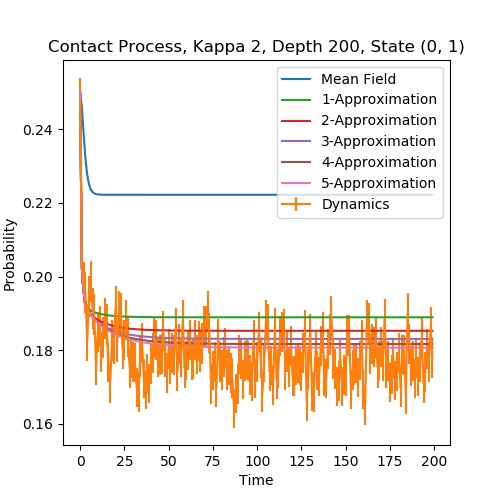 Contact Process, Kappa 2, Depth 200, State (0, 1)
Mean Field
1-Approximation
2-Approximation
3-Approximation
4-Approximation
5-Approximation
Dynamics
0.24
0.22
0.20
0.18
0.16
Probability
0 25 50 75 100 125 150 175 200
Time